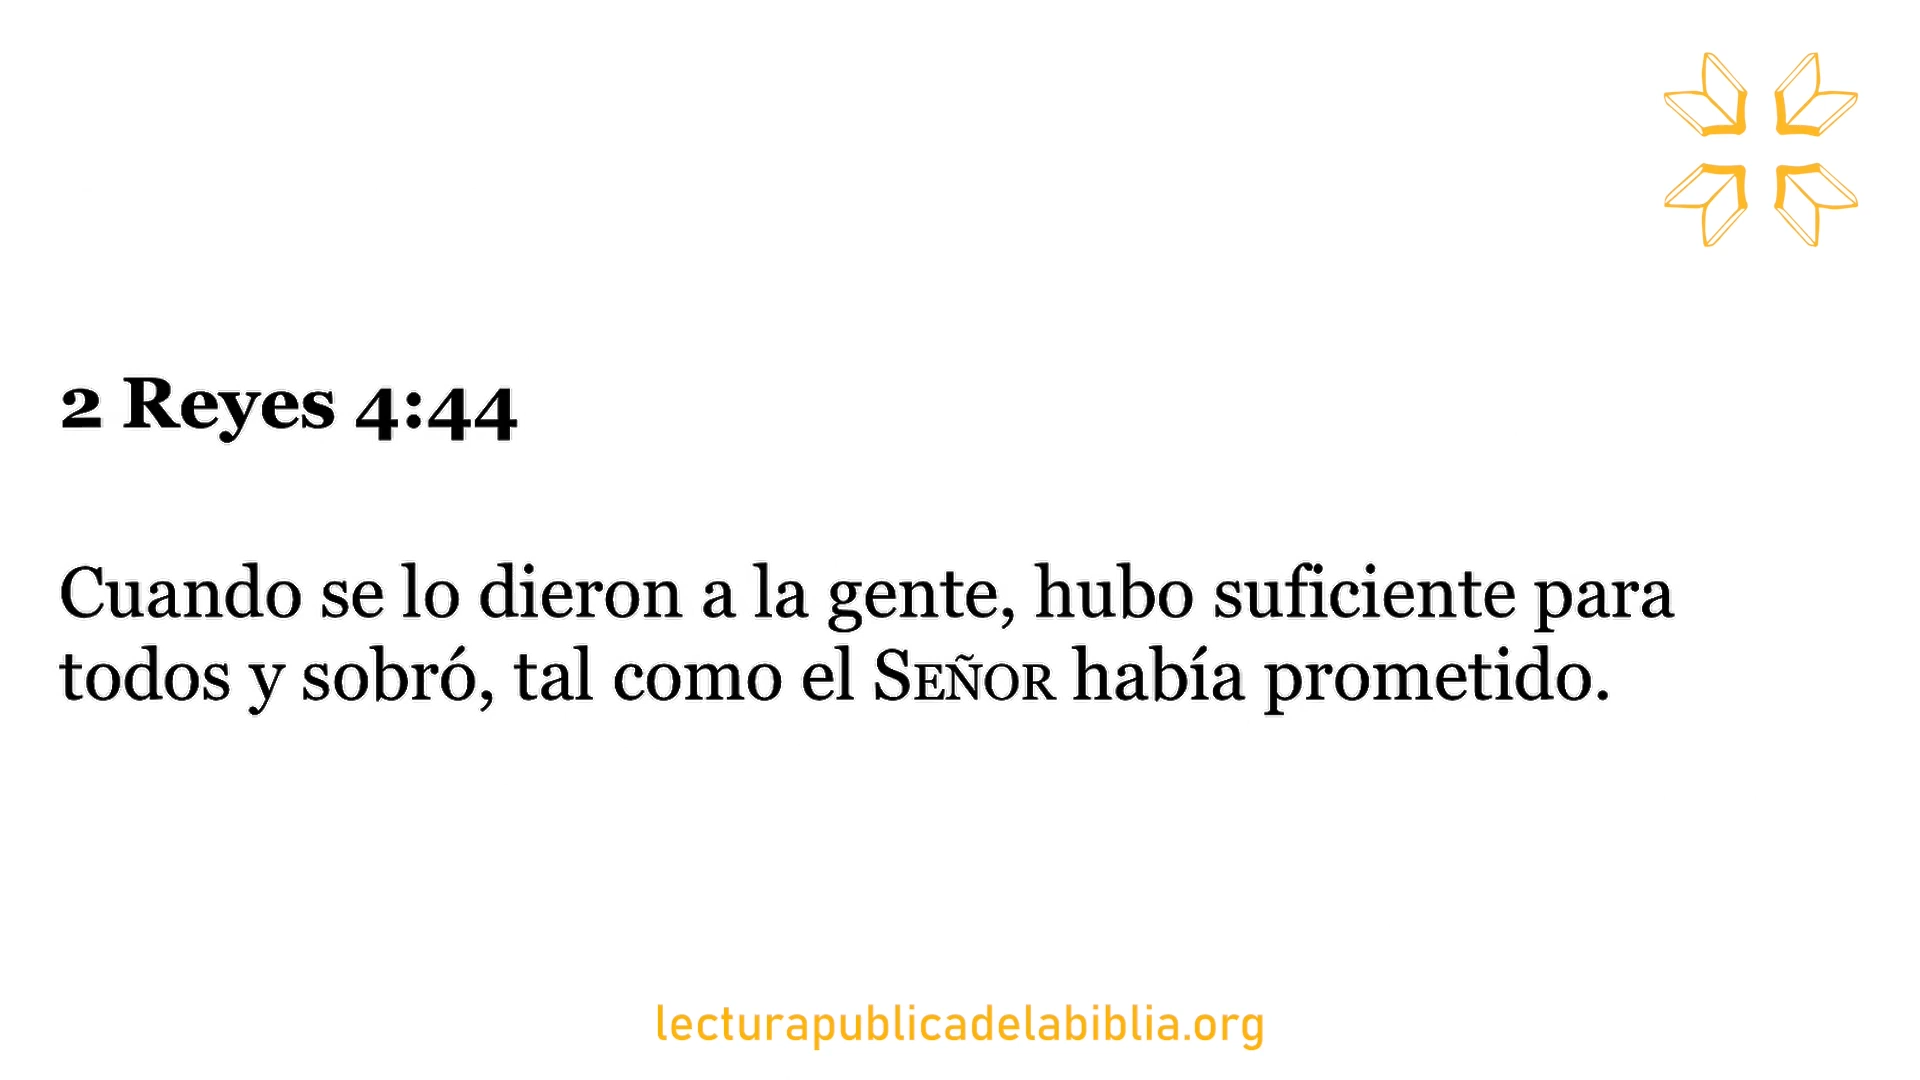 2 Reyes 4:44
Cuando se lo dieron a la gente, hubo suficiente para
todos y sobró, tal como el SEÑOR había prometido.
lecturapublicadelabiblia.org